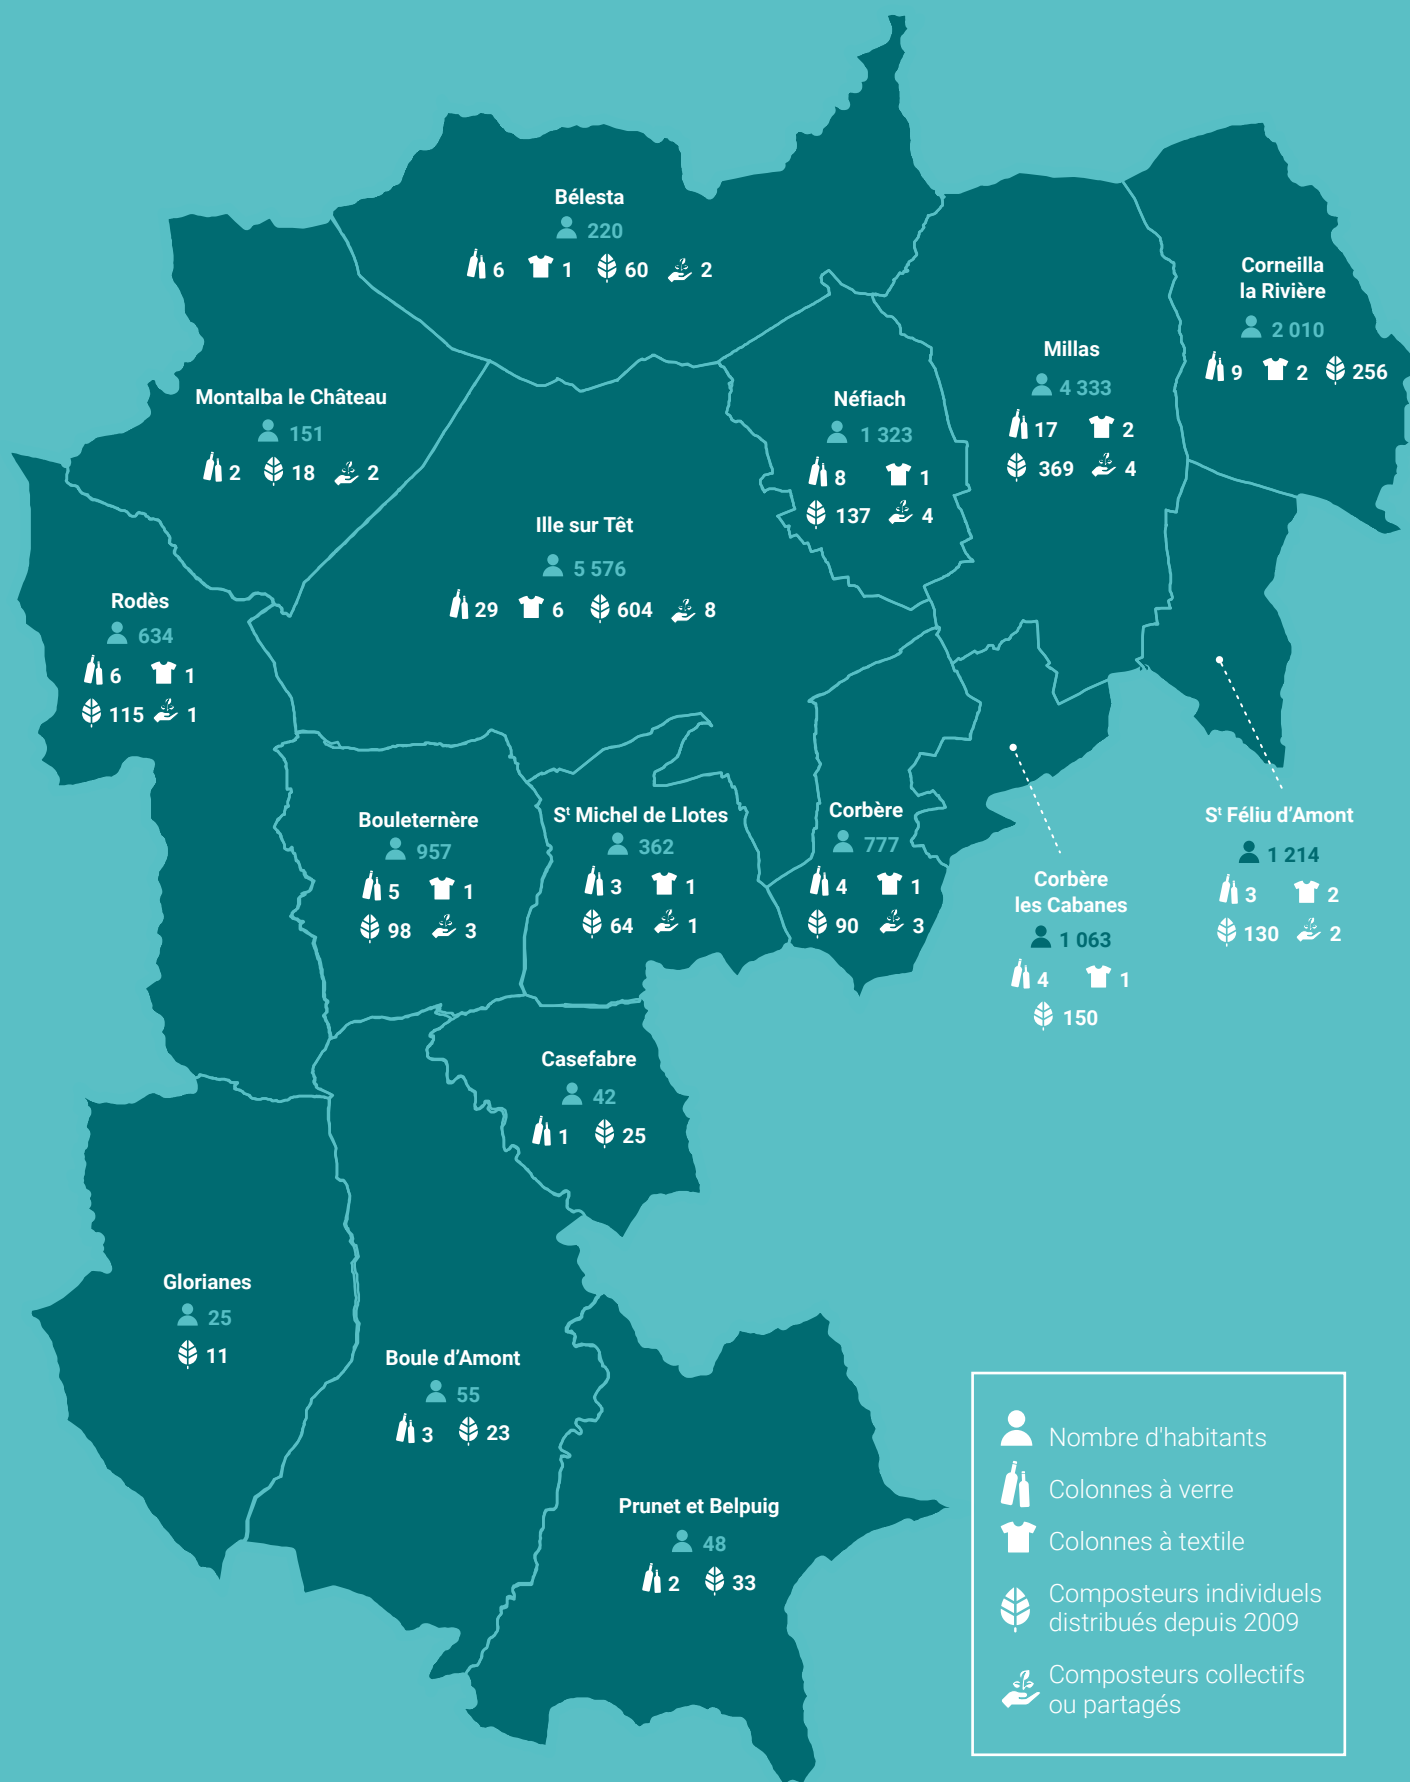 Bélesta
220
6 1 60 2
Corneilla
la Rivière
2 010
9 2 256
Millas
4 333
17 2
369 4
Montalba le Château
151
2 18 2
Néfiach
1 323
8 1
137 4
Ille sur Têt
5 576
29 6 604 8
Rodès
634
6 1
115 1
Bouleternère
957
5 1
98 3
St Michel de Llotes
362
3 1
64 1
Corbère
777
4 1
90 3
St Féliu d'Amont
1 214
3 2
130 2
Corbère
les Cabanes
1 063
4 1
150
Casefabre
42
1 25
Glorianes
25
11
Boule d'Amont
55
3 23
Prunet et Belpuig
48
2 33
Nombre d'habitants
Colonnes à verre
Colonnes à textile
Composteurs individuels
distribués depuis 2009
Composteurs collectifs
ou partagés